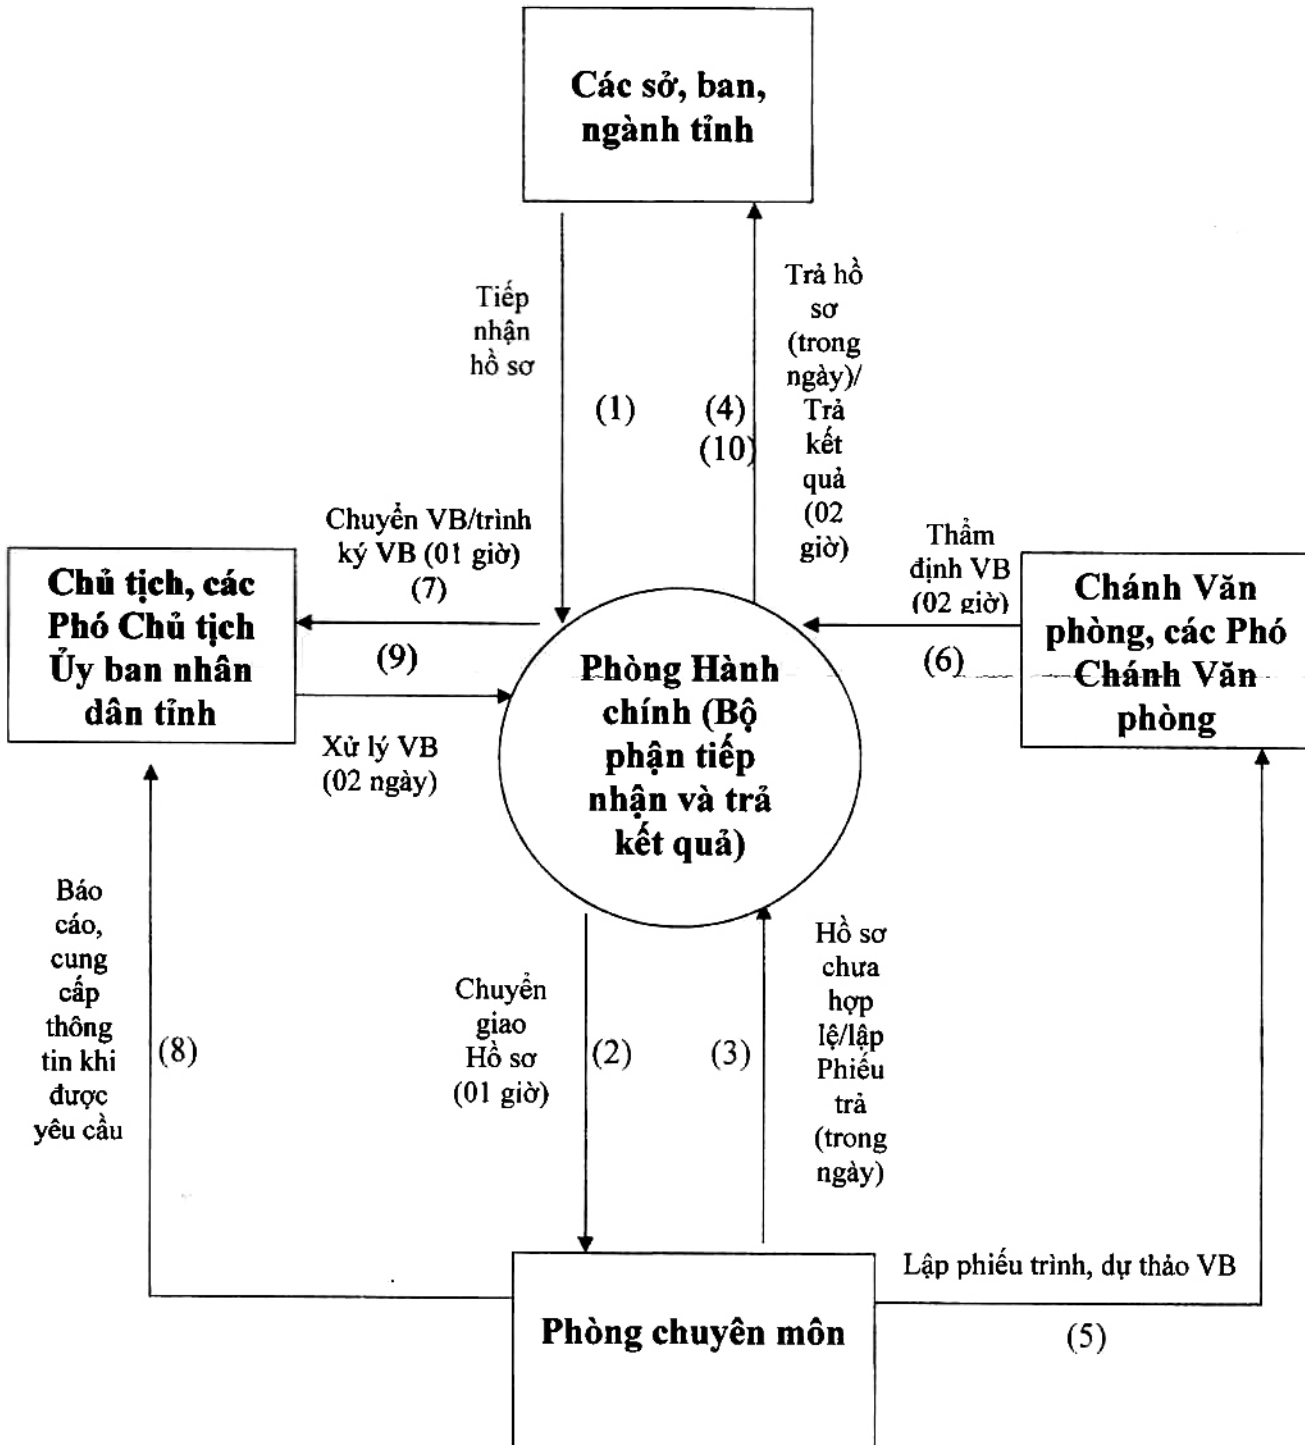 Các sở, ban,
ngành tỉnh
Tiếp
nhận
hồ sơ
(1)
(4)
(10)
Trả hồ
sơ
(trong
ngày)/
Trả
kết
quả
(02
giờ)
Chuyển VB/trình
ký VB (01 giờ)
(7)
Thẩm
định VB
(02 giờ)
Chủ tịch, các
Phó Chủ tịch
Ủy ban nhân
dân tỉnh
(9)
Xử lý VB
(02 ngày)
Phòng Hành
chính (Bộ
phận tiếp
nhận và trả
kết quả)
(6)
Chánh Văn
phòng, các Phó
Chánh Văn
phòng
Báo
cáo,
cung
cấp
thông
tin khi
được
yêu cầu
(8)
Chuyển
giao
Hồ sơ
(01 giờ)
(2)
(3)
Hồ sơ
chưa
hợp
lệ/lập
Phiếu
trả
(trong
ngày)
Lập phiếu trình, dự thảo VB
(5)
Phòng chuyên môn